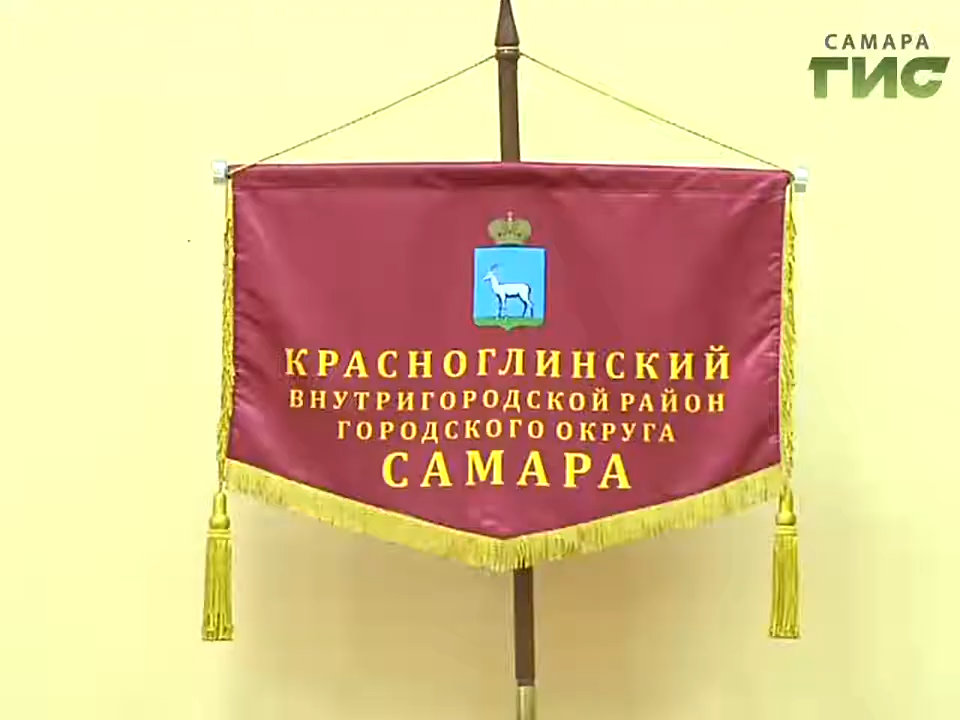 САМАРА
ГИС
КРАСНОГЛИНСКИЙ
ВНУТРИГОРОДСКОЙ РАЙОН
ГОРОДСКОГО ОКРУГА
САМАРА